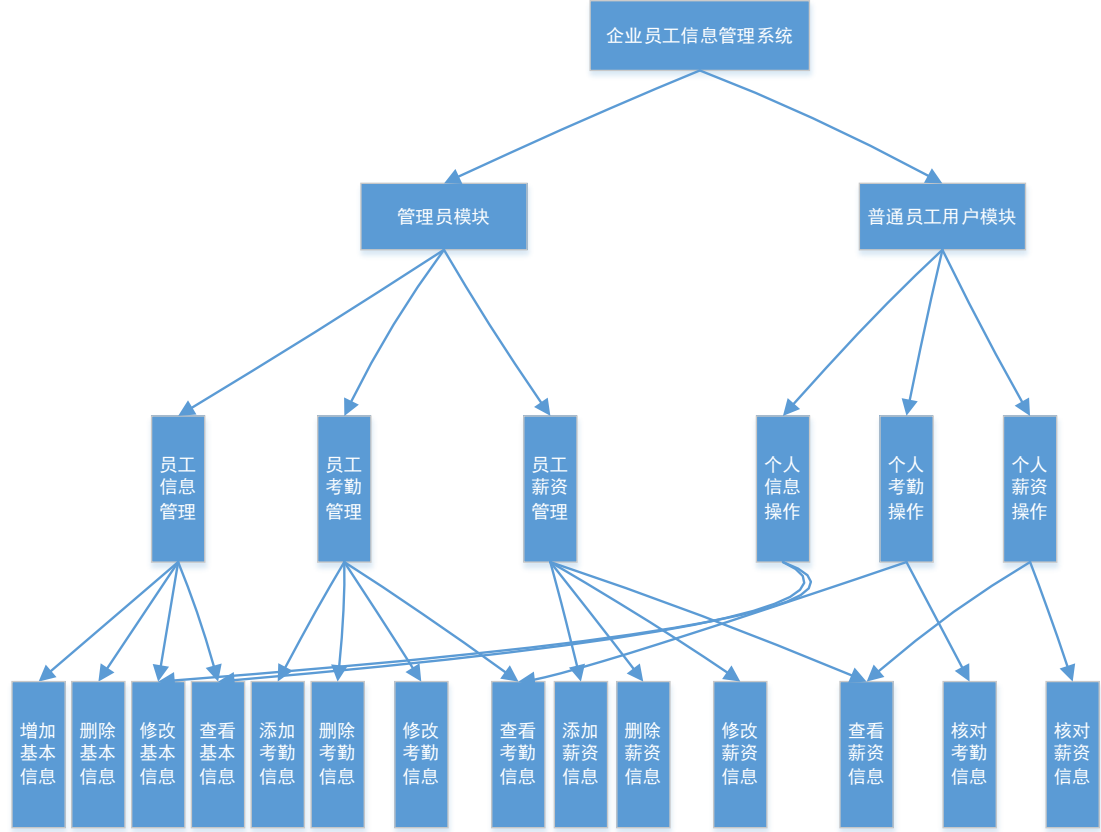 企业员工信息管理系统
管理员模块
普通员工用户模块
员工
信息
管理
员工
考勤
管理
员工
薪资
管理
个人
信息
操作
个人
考勤
操作
个人
薪资
操作
增加
基本
信息
删除
基本
信息
修改
基本
信息
查看
基本
信息
添加
考勤
信息
删除
考勤
信息
修改
考勤
信息
查看
考勤
信息
添加
薪资
信息
删除
薪资
信息
修改
薪资
信息
查看
薪资
信息
核对
考勤
信息
核对
薪资
信息